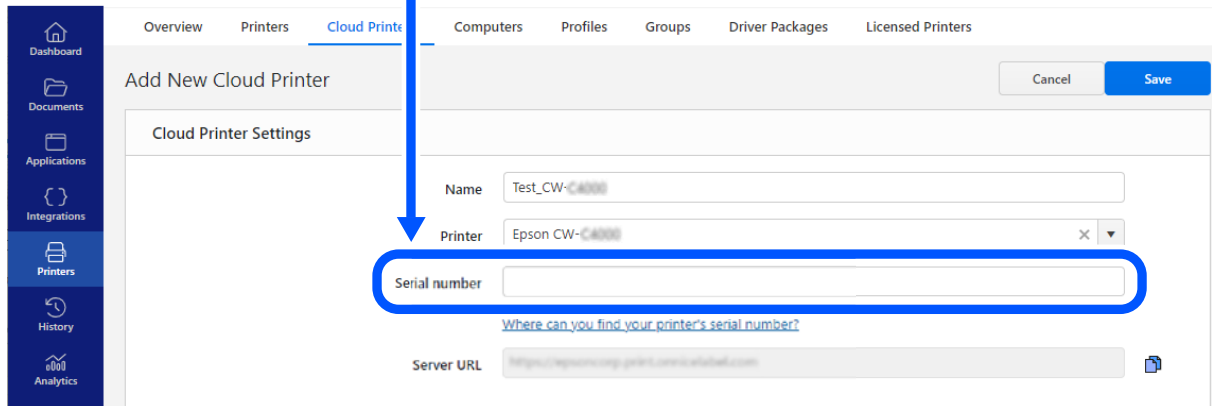 Overview Printers Cloud Printe Computers Profiles Groups Driver Packages Licensed Printers
Dashboard
Add New Cloud Printer Cancel Save
Documents
Cloud Printer Settings
Applications
Name Test_CW-
Integrations
Printer Epson CW-
Printers
Serial number
History
Where can you find your printer's serial number?
Server URL
Analytics